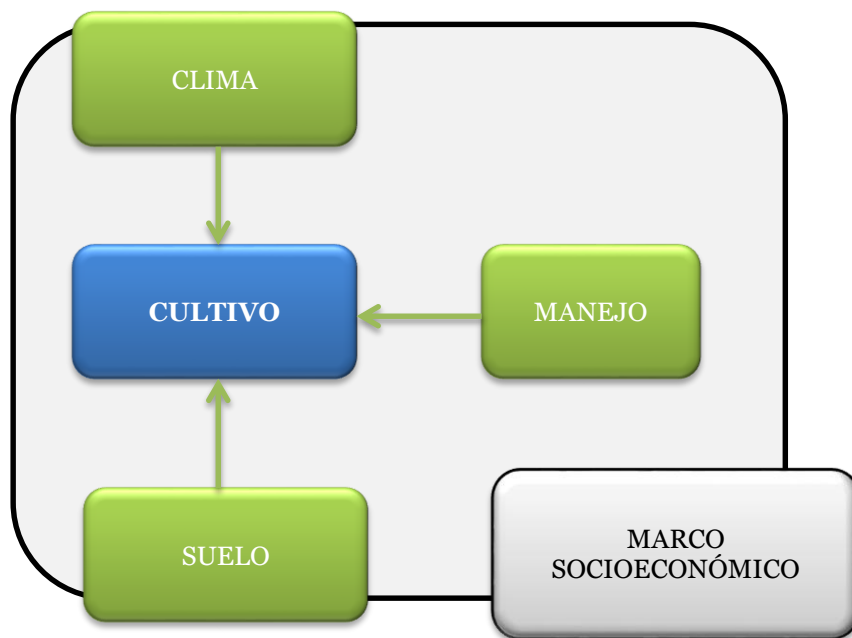 CLIMA
CULTIVO
MANEJO
SUELO
MARCO
SOCIOECONÓMICO